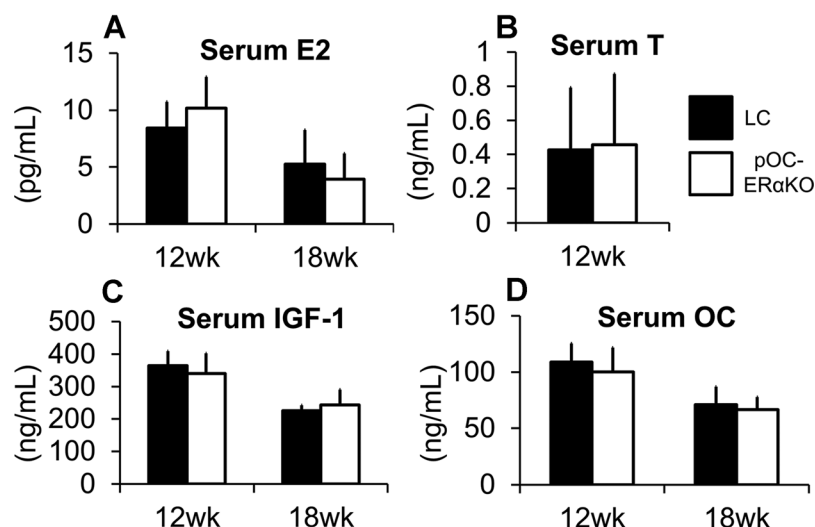 A
Serum E2
(pg/mL)
15
10
5
0
12wk
18wk
B
Serum T
(ng/mL)
1
0.8
0.6
0.4
0.2
0
12wk
LC
pOC-
ERαKO
C
Serum IGF-1
(ng/mL)
500
400
300
200
100
0
12wk
18wk
D
Serum OC
(ng/mL)
150
100
50
0
12wk
18wk